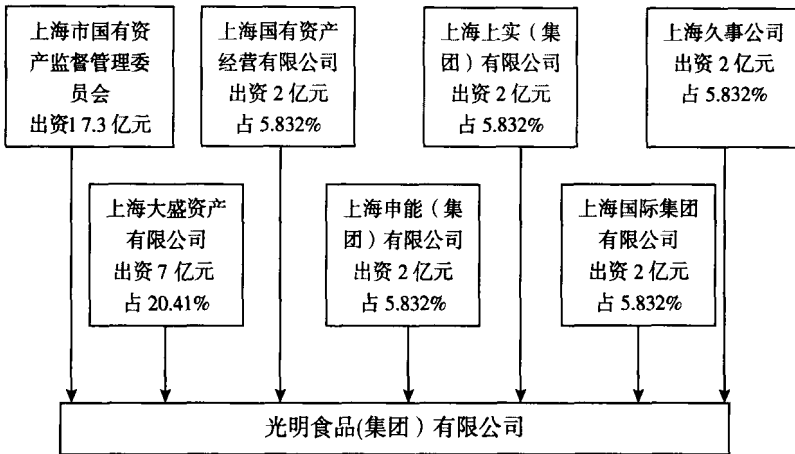 上海市国有资
产监督管理委
员会
出资17.3亿元
上海国有资产
经营有限公司
出资 2 亿元
占 5.832%
上海上实（集
团）有限公司
出资 2 亿元
占 5.832%
上海久事公司
出资 2 亿元
占 5.832%
上海大盛资产
有限公司
出资 7 亿元
占 20.41%
上海申能（集
团）有限公司
出资 2 亿元
占 5.832%
上海国际集团
有限公司
出资 2 亿元
占 5.832%
光明食品(集团）有限公司